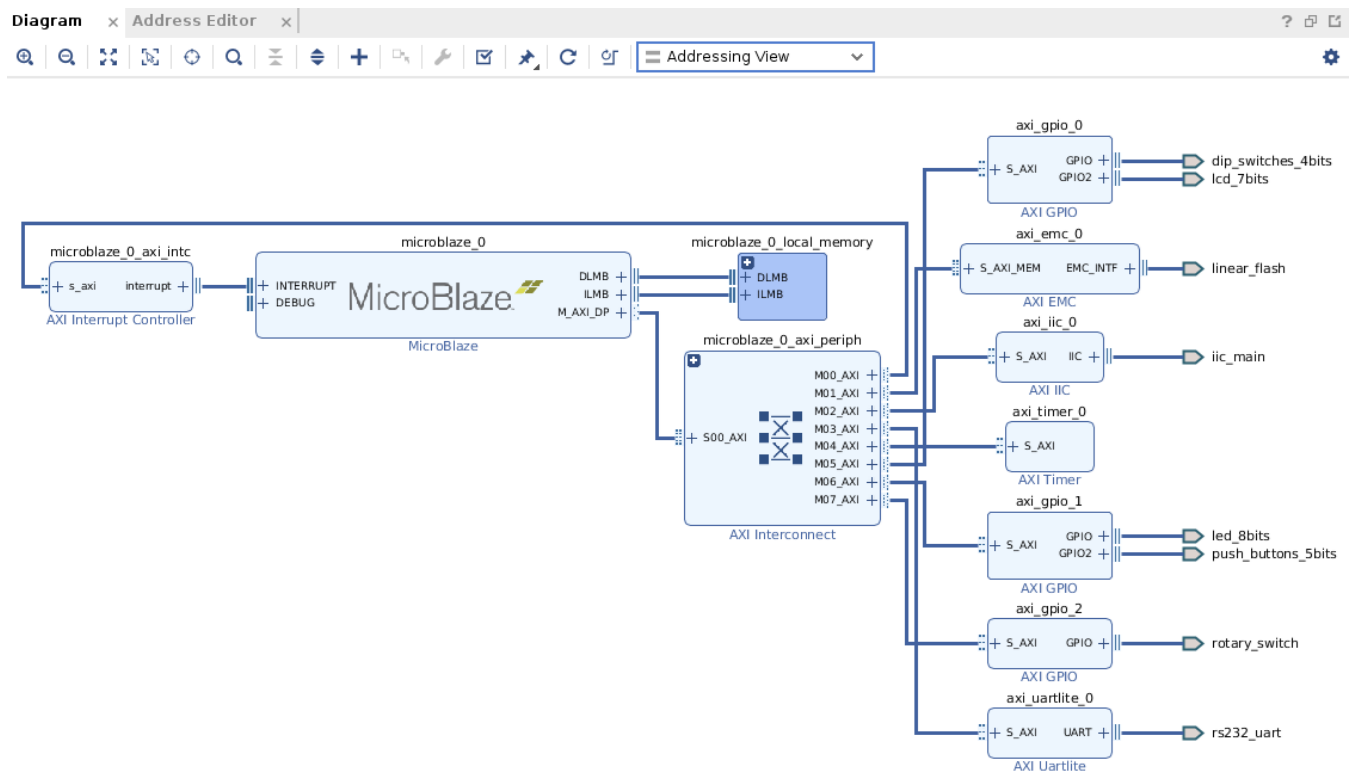 Diagram
Address Editor
Addressing View
microblaze_0_axi_intc
s_axi
interrupt
AXI Interrupt Controller
microblaze_0
INTERRUPT
DEBUG
MicroBlaze
DLMB
ILMB
M_AXI_DP
MicroBlaze
microblaze_0_local_memory
DLMB
ILMB
microblaze_0_axi_periph
S00_AXI
M00_AXI
M01_AXI
M02_AXI
M03_AXI
M04_AXI
M05_AXI
M06_AXI
M07_AXI
AXI Interconnect
axi_gpio_0
S_AXI
GPIO
GPIO2
AXI GPIO
dip_switches_4bits
lcd_7bits
axi_emc_0
S_AXI_MEM
EMC_INTF
AXI EMC
linear_flash
axi_iic_0
S_AXI
IIC
AXI IIC
iic_main
axi_timer_0
S_AXI
AXI Timer
axi_gpio_1
S_AXI
GPIO
GPIO2
AXI GPIO
led_8bits
push_buttons_5bits
axi_gpio_2
S_AXI
GPIO
AXI GPIO
rotary_switch
axi_uartlite_0
S_AXI
UART
AXI Uartlite
rs232_uart